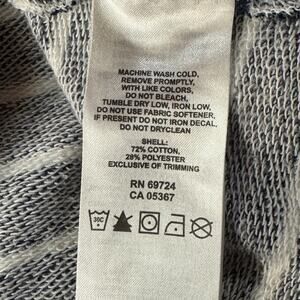 MACHINE WASH COLD,
REMOVE PROMPTLY,
WITH LIKE COLORS,
DO NOT BLEACH,
TUMBLE DRY LOW, IRON LOW.
DO NOT USE FABRIC SOFTENER,
IF PRESENT DO NOT IRON DECAL,
DO NOT DRYCLEAN
SHELL:
72% COTTON,
28% POLYESTER
EXCLUSIVE OF TRIMMING
RN 69724
CA 05367
30C